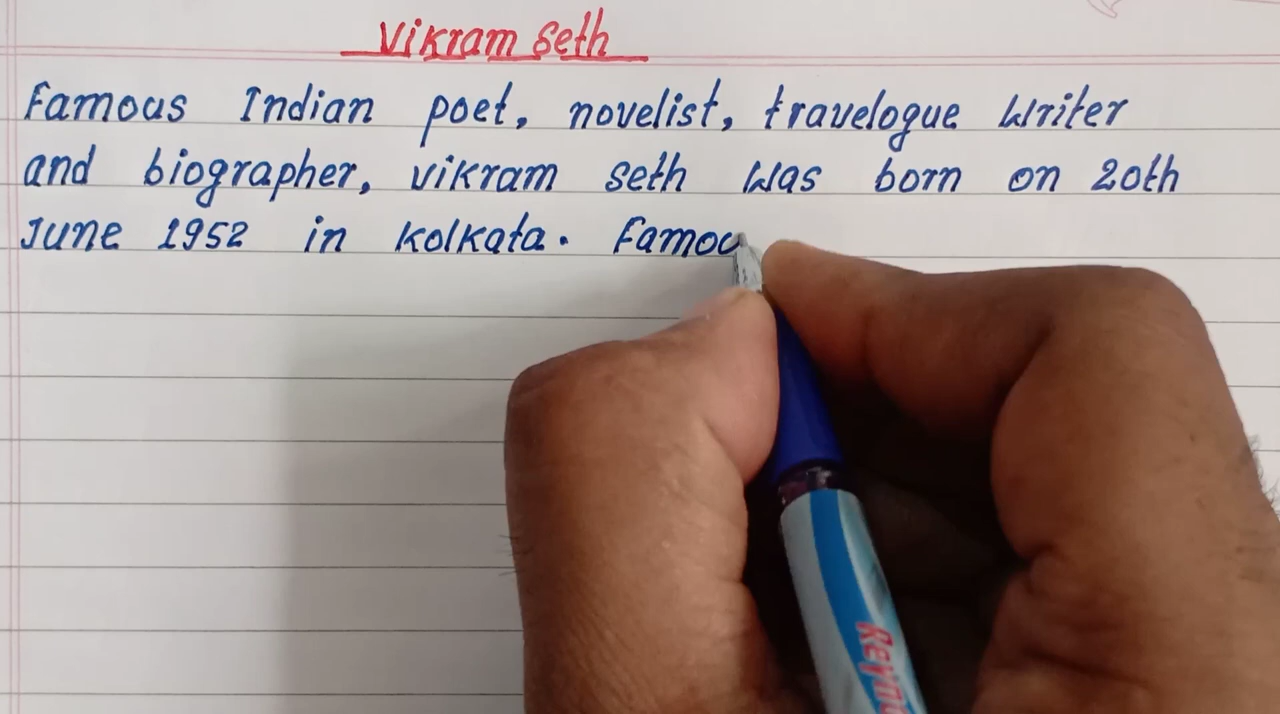 Vikram Seth
Famous Indian poet, novelist, travelogue writer
and biographer, Vikram Seth was born on 20th
June 1952 in Kolkata. Famou
Reyno